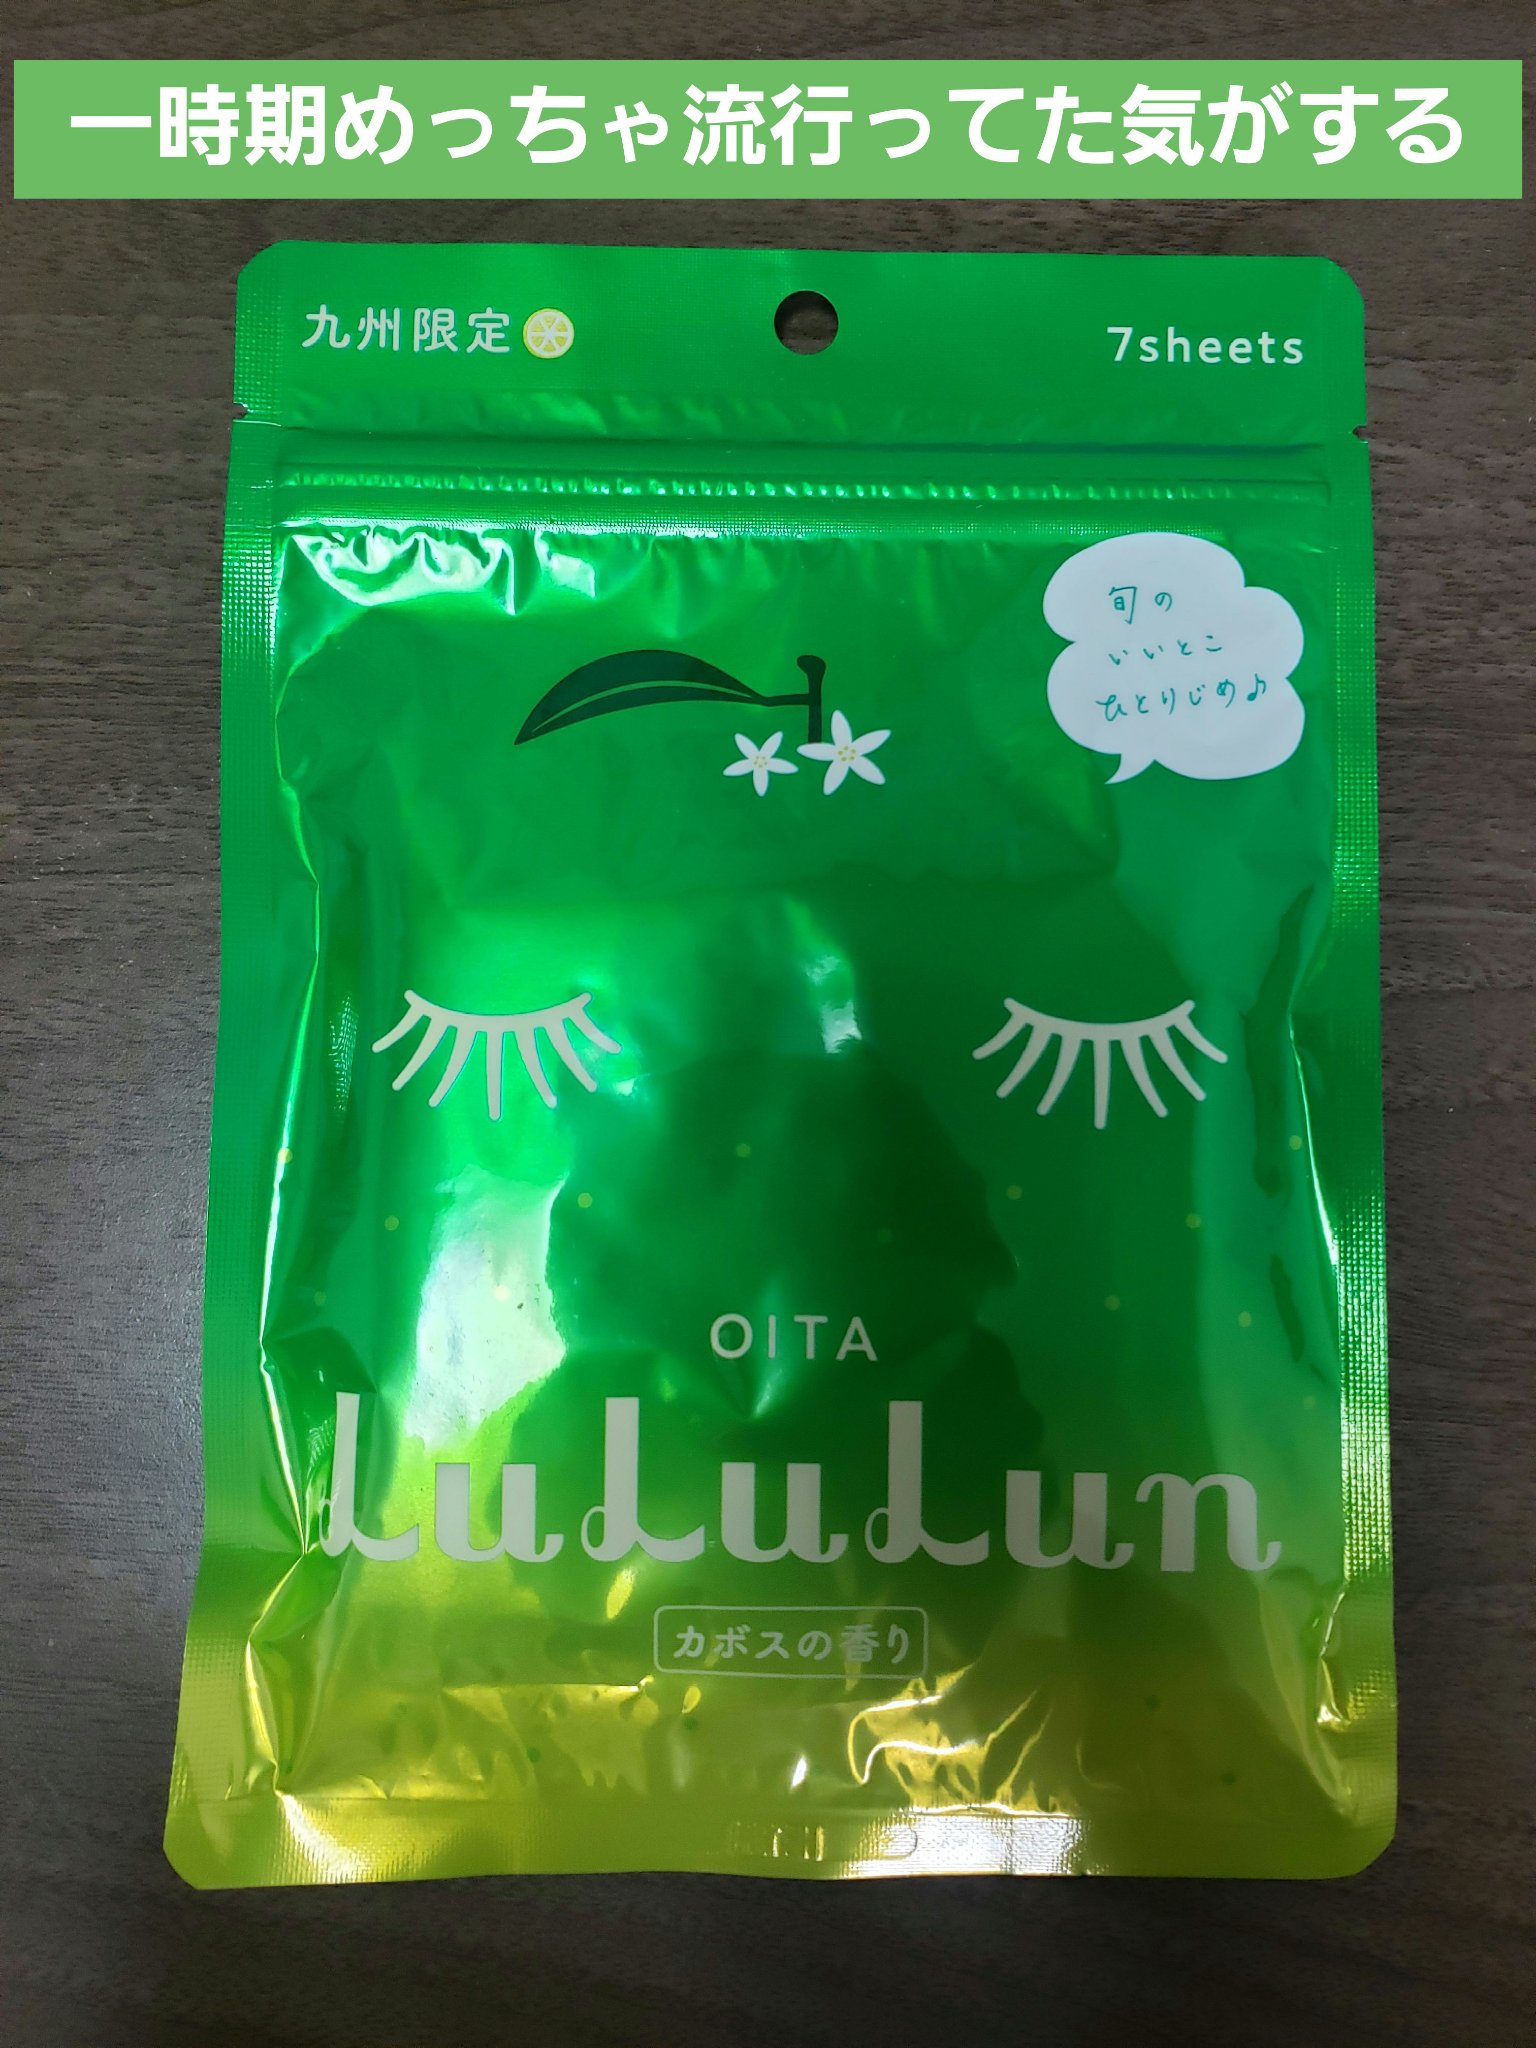 一時期めっちゃ流行ってた気がする
九州限定
7sheets
旬の
いいとこ
ひとりじめ♪
OITA
LuLuLun
カボスの香り